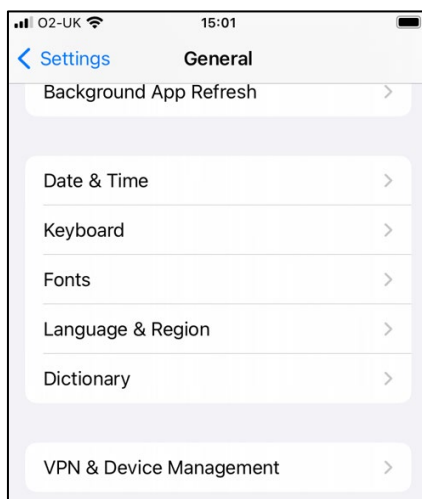 O2-UK 15:01
Settings General
Background App Refresh
Date & Time
Keyboard
Fonts
Language & Region
Dictionary
VPN & Device Management